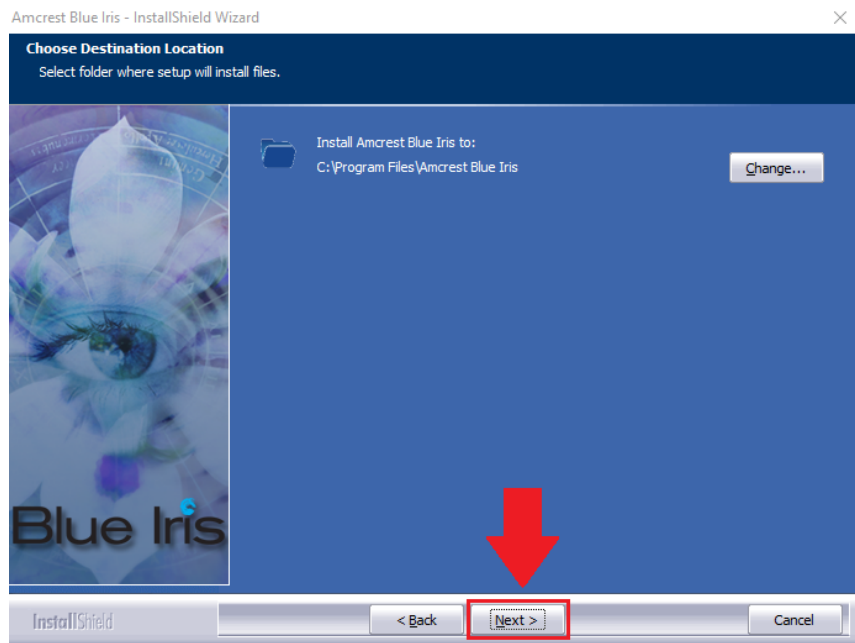 Amcrest Blue Iris - InstallShield Wizard
Choose Destination Location
Select folder where setup will install files.
Install Amcrest Blue Iris to:
C:\Program Files\Amcrest Blue Iris
Change...
Blue Iris
InstallShield
< Back
Next >
Cancel